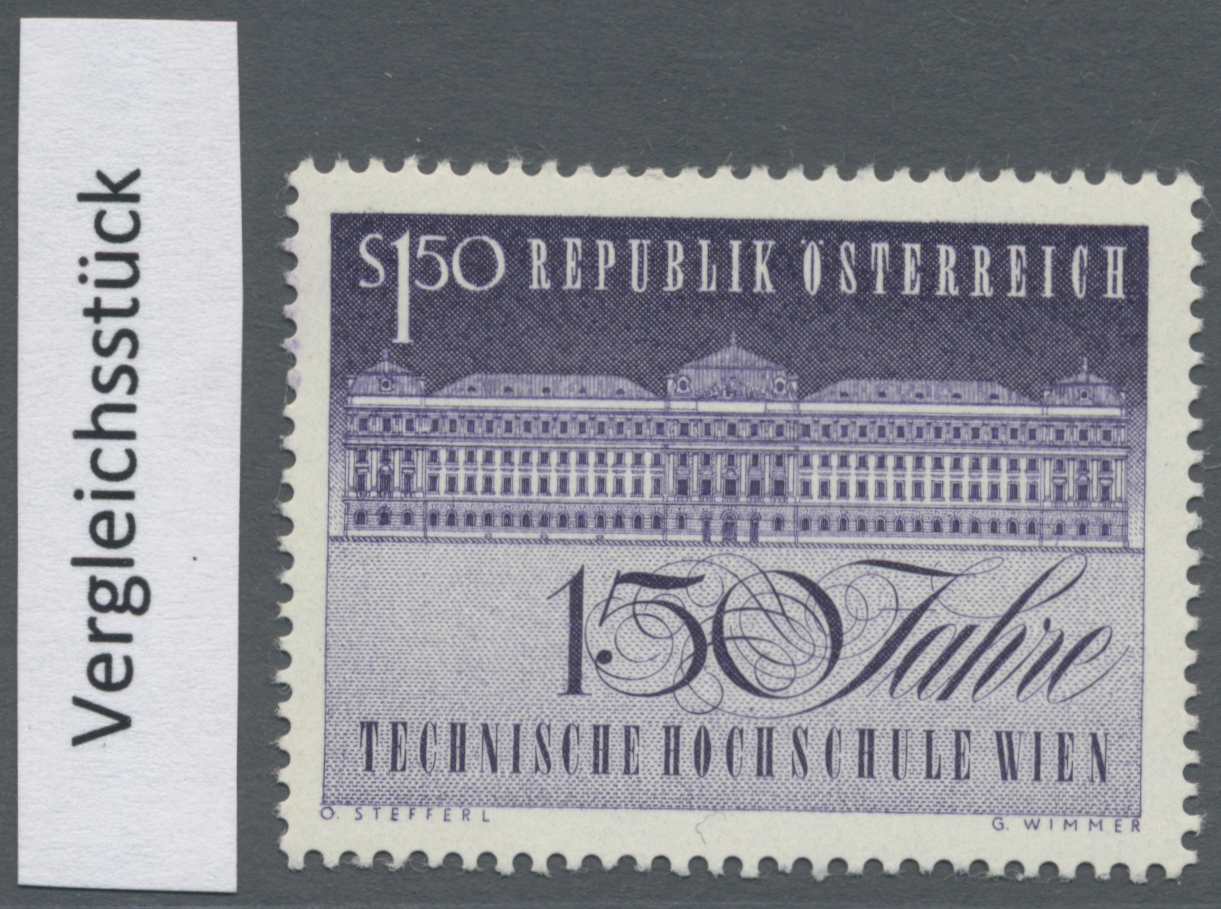 Vergleichsstück
S150 REPUBLIK ÖSTERREICH
150 Jahre
TECHNISCHE HOCHSCHULE WIEN
O. STEFFERL
G. WIMMER